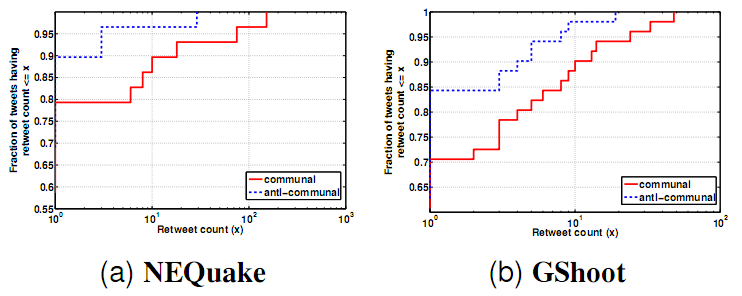 Fraction of tweets having
retweet count <= x
0.95
0.9
0.85
0.8
0.75
0.7
0.65
0.6
0.55
10^0
10^1
10^2
10^3
Retweet count (x)
communal
anti-communal
(a) NEQuake
Fraction of tweets having
retweet count <= x
1
0.95
0.9
0.85
0.8
0.75
0.7
0.65
10^0
10^1
10^2
Retweet count (x)
communal
anti-communal
(b) GShoot